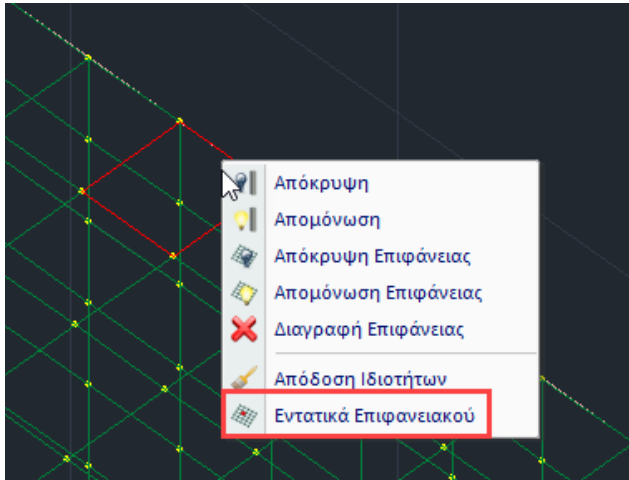 Απόκρυψη
Απομόνωση
Απόκρυψη Επιφάνειας
Απομόνωση Επιφάνειας
Διαγραφή Επιφάνειας
Απόδοση Ιδιοτήτων
Εντατικά Επιφανειακού